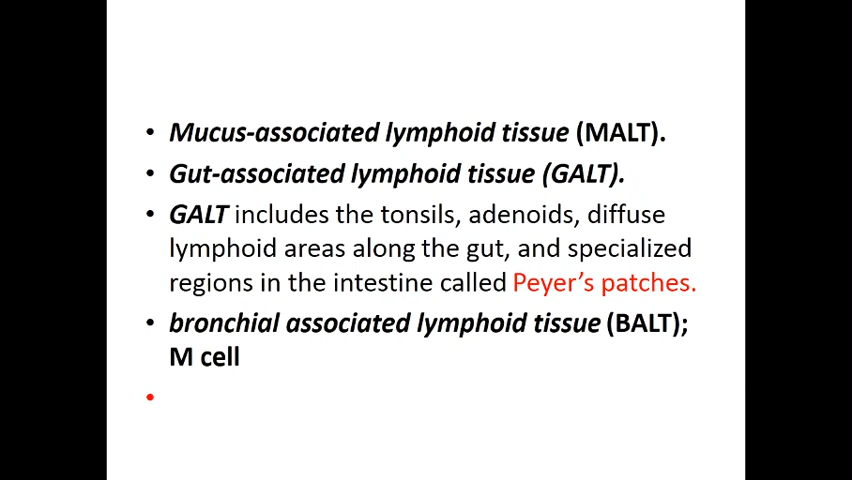 • Mucus-associated lymphoid tissue (MALT).
• Gut-associated lymphoid tissue (GALT).
• GALT includes the tonsils, adenoids, diffuse
lymphoid areas along the gut, and specialized
regions in the intestine called Peyer’s patches.
• bronchial associated lymphoid tissue (BALT);
M cell
•